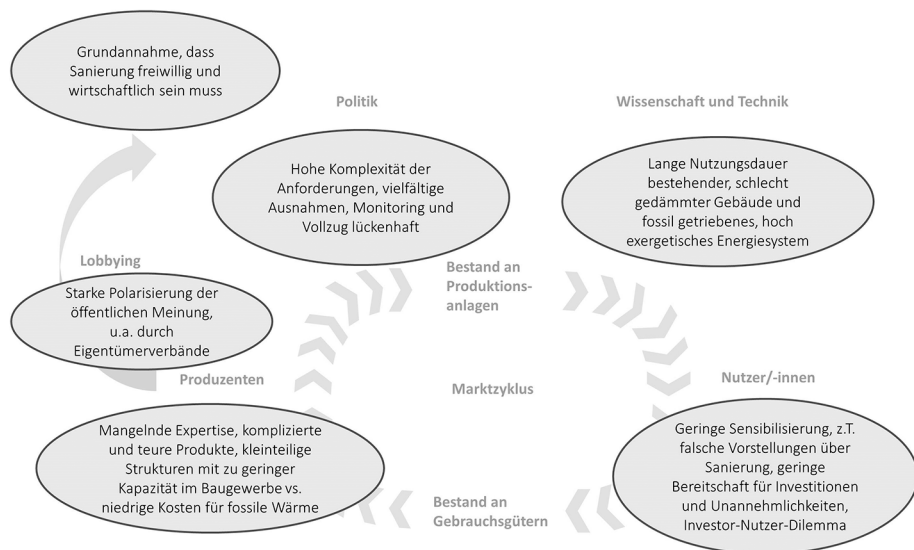 Grundannahme, dass
Sanierung freiwillig und
wirtschaftlich sein muss
Politik
Wissenschaft und Technik
Hohe Komplexität der
Anforderungen, vielfältige
Ausnahmen, Monitoring und
Vollzug lückenhaft
Lange Nutzungsdauer
bestehender, schlecht
gedämmter Gebäude und
fossil getriebenes, hoch
exergetisches Energiesystem
Lobbying
Starke Polarisierung der
öffentlichen Meinung,
u.a. durch
Eigentümerverbände
Bestand an
Produktions-
anlagen
Produzenten
Marktzyklus
Nutzer/-innen
Mangelnde Expertise, komplizierte
und teure Produkte, kleinteilige
Strukturen mit zu geringer
Kapazität im Baugewerbe vs.
niedrige Kosten für fossile Wärme
Geringe Sensibilisierung, z.T.
falsche Vorstellungen über
Sanierung, geringe
Bereitschaft für Investitionen
und Unannehmlichkeiten,
Investor-Nutzer-Dilemma
Bestand an
Gebrauchsgütern